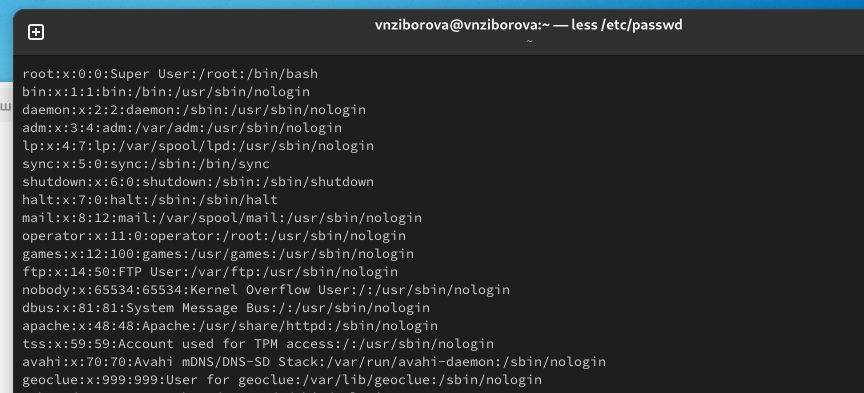 vnziborova@vnziborova:~ — less /etc/passwd
~
ш
root:x:0:0:Super User:/root:/bin/bash
bin:x:1:1:bin:/bin:/usr/sbin/nologin
daemon:x:2:2:daemon:/sbin:/usr/sbin/nologin
adm:x:3:4:adm:/var/adm:/usr/sbin/nologin
lp:x:4:7:lp:/var/spool/lpd:/usr/sbin/nologin
sync:x:5:0:sync:/sbin:/bin/sync
shutdown:x:6:0:shutdown:/sbin:/sbin/shutdown
halt:x:7:0:halt:/sbin:/sbin/halt
mail:x:8:12:mail:/var/spool/mail:/usr/sbin/nologin
operator:x:11:0:operator:/root:/usr/sbin/nologin
games:x:12:100:games:/usr/games:/usr/sbin/nologin
ftp:x:14:50:FTP User:/var/ftp:/usr/sbin/nologin
nobody:x:65534:65534:Kernel Overflow User:/:/usr/sbin/nologin
dbus:x:81:81:System Message Bus:/:/usr/sbin/nologin
apache:x:48:48:Apache:/usr/share/httpd:/sbin/nologin
tss:x:59:59:Account used for TPM access:/:/usr/sbin/nologin
avahi:x:70:70:Avahi mDNS/DNS-SD Stack:/var/run/avahi-daemon:/sbin/nologin
geoclue:x:999:999:User for geoclue:/var/lib/geoclue:/sbin/nologin